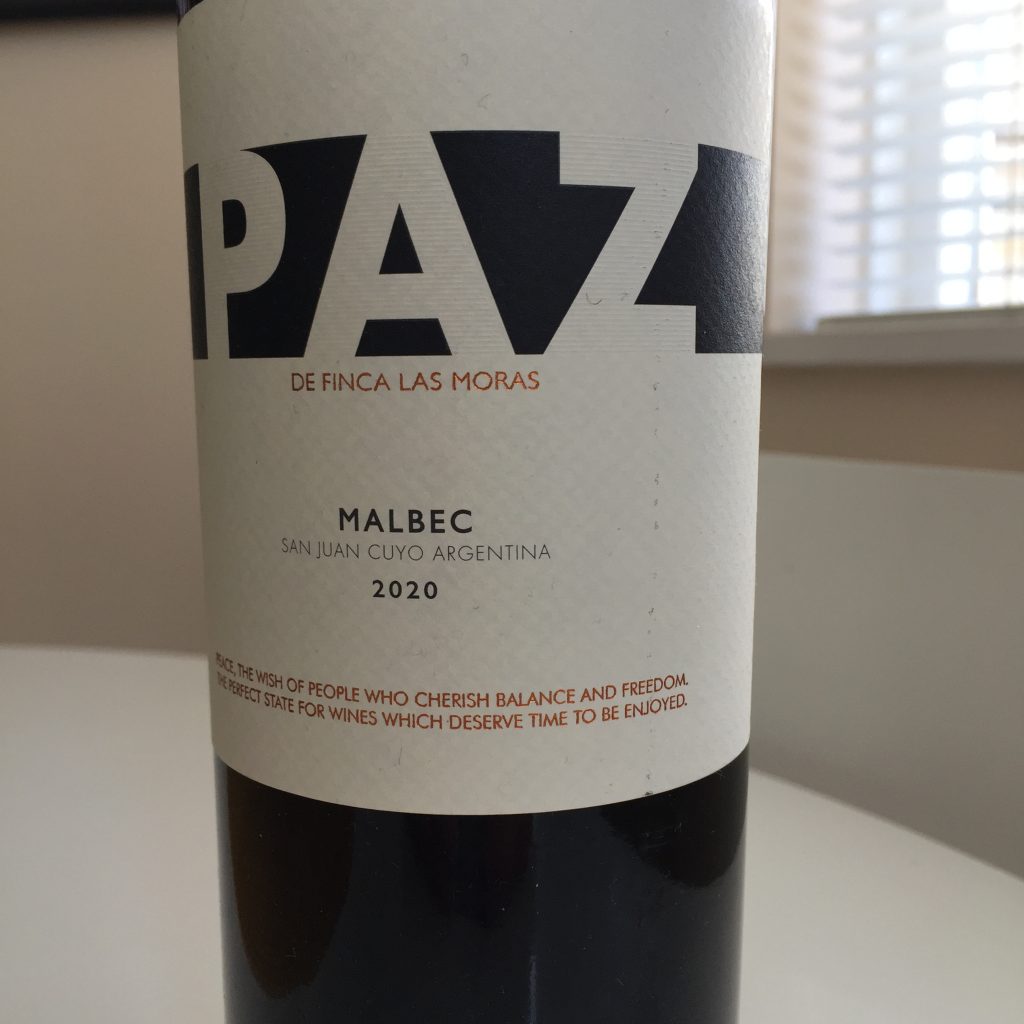 PAZ
DE FINCA LAS MORAS
MALBEC
SAN JUAN CUYO ARGENTINA
2020
PEACE, THE WISH OF PEOPLE WHO CHERISH BALANCE AND FREEDOM.
THE PERFECT STATE FOR WINES WHICH DESERVE TIME TO BE ENJOYED.